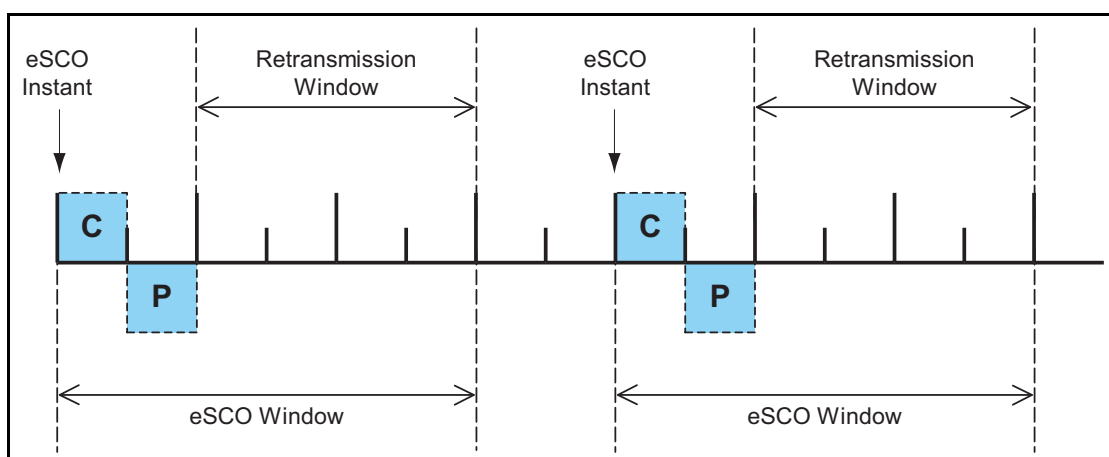 eSCO
Instant
Retransmission
Window
eSCO
Instant
Retransmission
Window
C
P
C
P
eSCO Window
eSCO Window